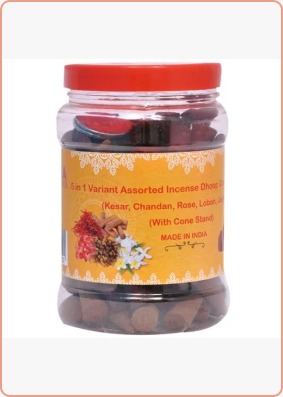 5 in 1 Variant Assorted Incense Dhoop
(Kesar, Chandan, Rose, Loban,
(With Cone Stand)
MADE IN INDIA